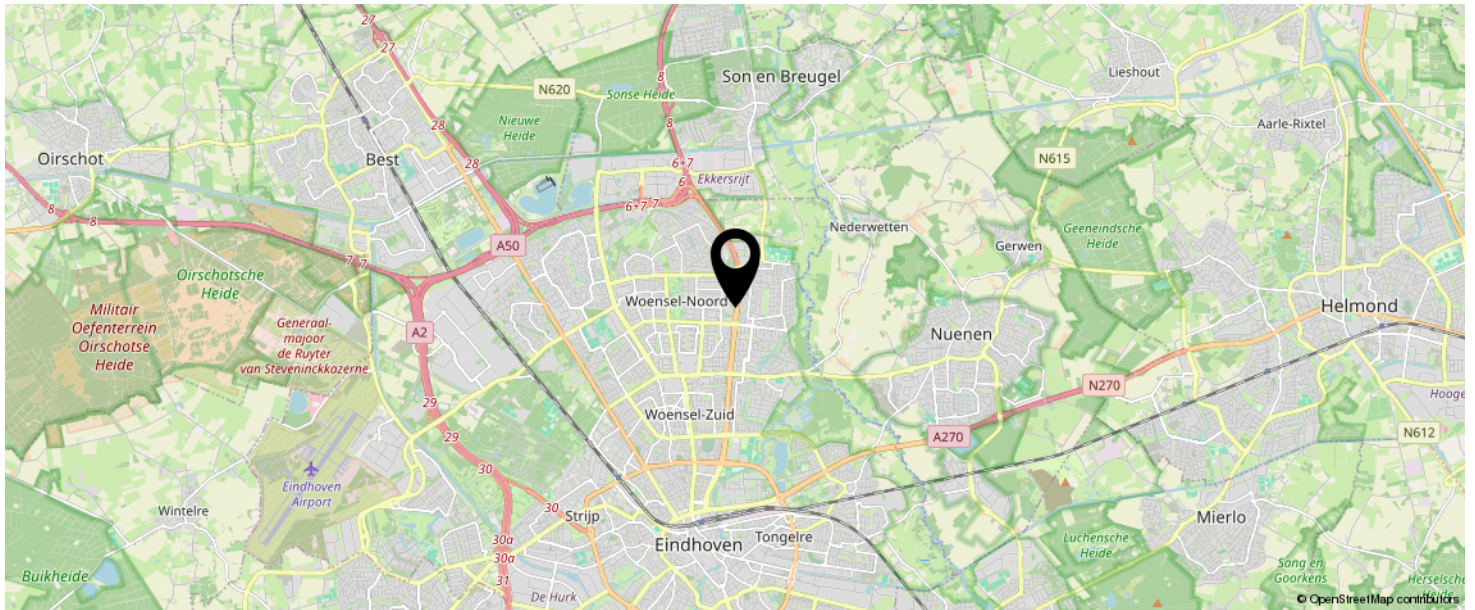 27
27
Son en Breugel
Lieshout
8
N620
Sonse Heide
Nieuwe
Heide
28
8
Aarle-Rixtel
Oirschot
Best
28
6+7
6
Ekkersrijt
N615
8
8
6+7
7
Nederwetten
Geeneindsche
Heide
Gerwen
A50
7
7
Oirschotsche
Heide
Militair
Oefenterrein
Oirschotse
Heide
Generaal-
majoor
de Ruyter
van Steveninckkazerne
A2
Woensel-Noord
Nuenen
Helmond
N270
29
29
Woensel-Zuid
A270
Hooge
N612
30
30
Eindhoven
Airport
Wintelre
Strijp
Eindhoven
Tongelre
Mierlo
30a
30a
31
Luchensche
Heide
Buikheide
De Hurk
Sang en
Goorkens
Herselsche
Heide
© OpenStreetMap contributors